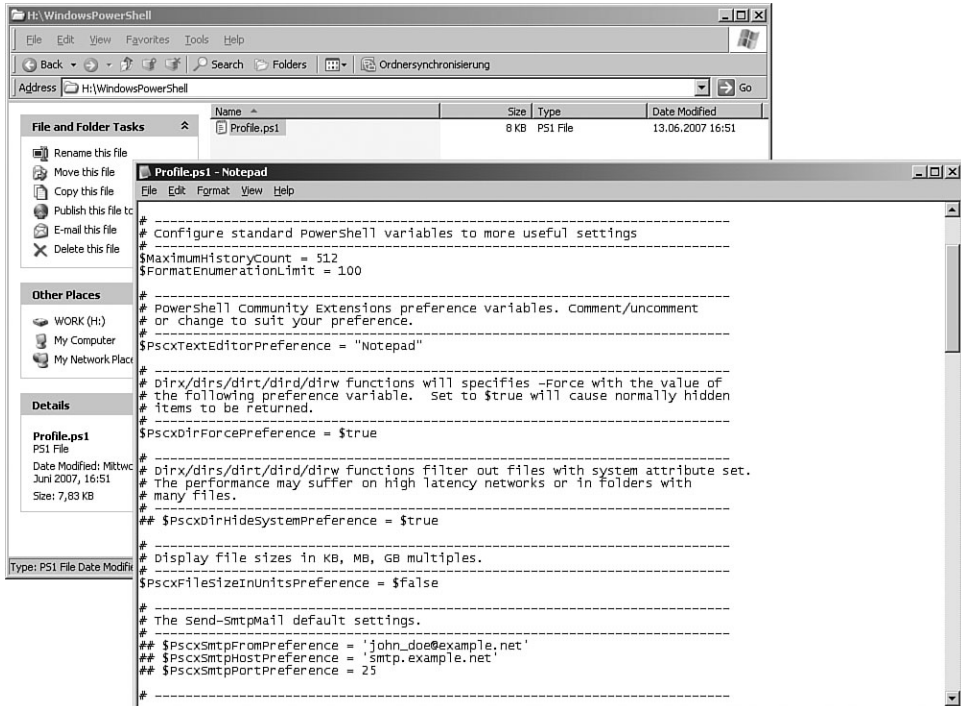 H:\WindowsPowerShell
File Edit View Favorites Tools Help
Back Search Folders Ordnersynchronisierung
Address H:\WindowsPowerShell Go
Name Size Type Date Modified
Profile.ps1 8 KB PS1 File 13.06.2007 16:51
File and Folder Tasks
Rename this file
Move this file
Copy this file
Publish this file to
E-mail this file
Delete this file
Other Places
WORK (H:)
My Computer
My Network Place
Details
Profile.ps1
PS1 File
Date Modified: Mittwo
Juni 2007, 16:51
Size: 7,83 KB
Type: PS1 File Date Modifie
Profile.ps1 - Notepad
File Edit Format View Help
# ---------------------------------------------------------------------
# Configure standard PowerShell variables to more useful settings
# ---------------------------------------------------------------------
$MaximumHistoryCount = 512
$FormatEnumerationLimit = 100
# ---------------------------------------------------------------------
# PowerShell Community Extensions preference variables. Comment/uncomment
# or change to suit your preference.
# ---------------------------------------------------------------------
$PscxTextEditorPreference = "Notepad"
# ---------------------------------------------------------------------
# Dirx/dirs/dirt/dird/dirw functions will specifies -Force with the value of
# the following preference variable.  Set to $true will cause normally hidden
# items to be returned.
# ---------------------------------------------------------------------
$PscxDirForcePreference = $true
# ---------------------------------------------------------------------
# Dirx/dirs/dirt/dird/dirw functions filter out files with system attribute set.
# The performance may suffer on high latency networks or in folders with
# many files.
# ---------------------------------------------------------------------
## $PscxDirHideSystemPreference = $true
# ---------------------------------------------------------------------
# Display file sizes in KB, MB, GB multiples.
# ---------------------------------------------------------------------
$PscxFileSizeInUnitsPreference = $false
# ---------------------------------------------------------------------
# The Send-SmtpMail default settings.
# ---------------------------------------------------------------------
## $PscxSmtpFromPreference = 'john_doe@example.net'
## $PscxSmtpHostPreference = 'smtp.example.net'
## $PscxSmtpPortPreference = 25
# ---------------------------------------------------------------------